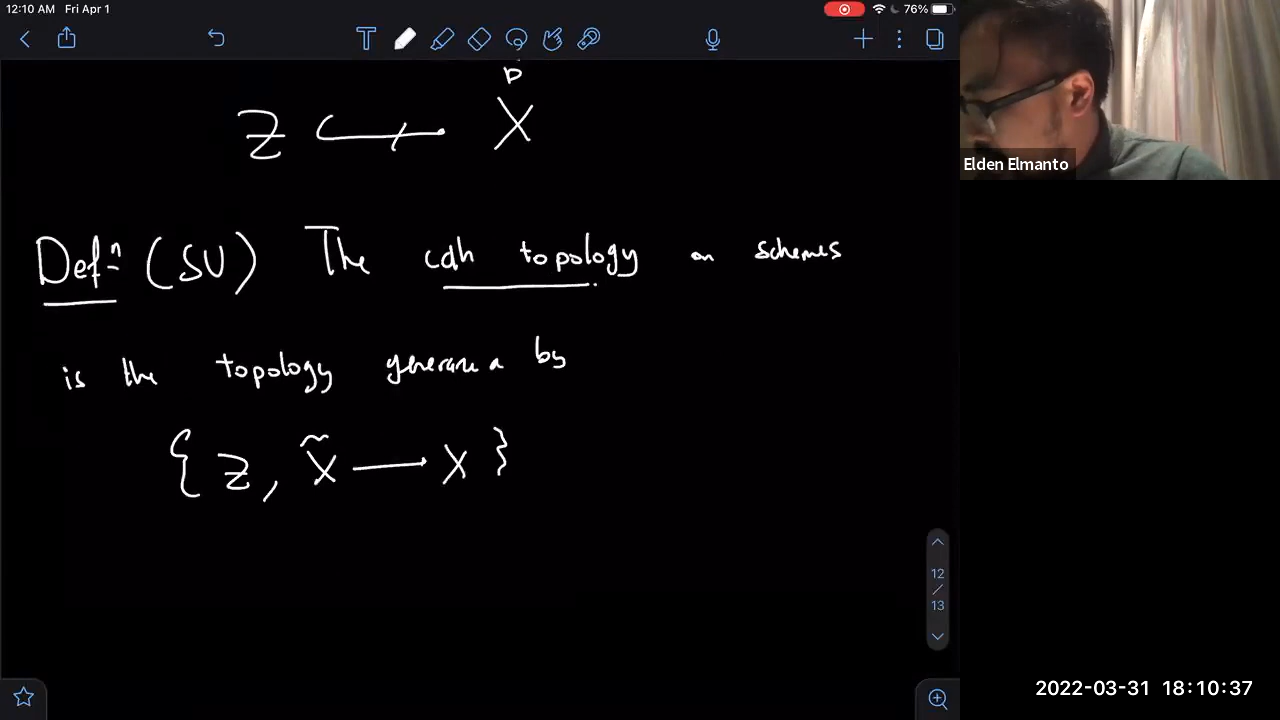 12:10 AM Fri Apr 1
76%
Z X
Elden Elmanto
Defⁿ (SV) The cdh topology on schemes
is the topology generated by
{ Z, X̃ → X }
12
/
13
2022-03-31 18:10:37